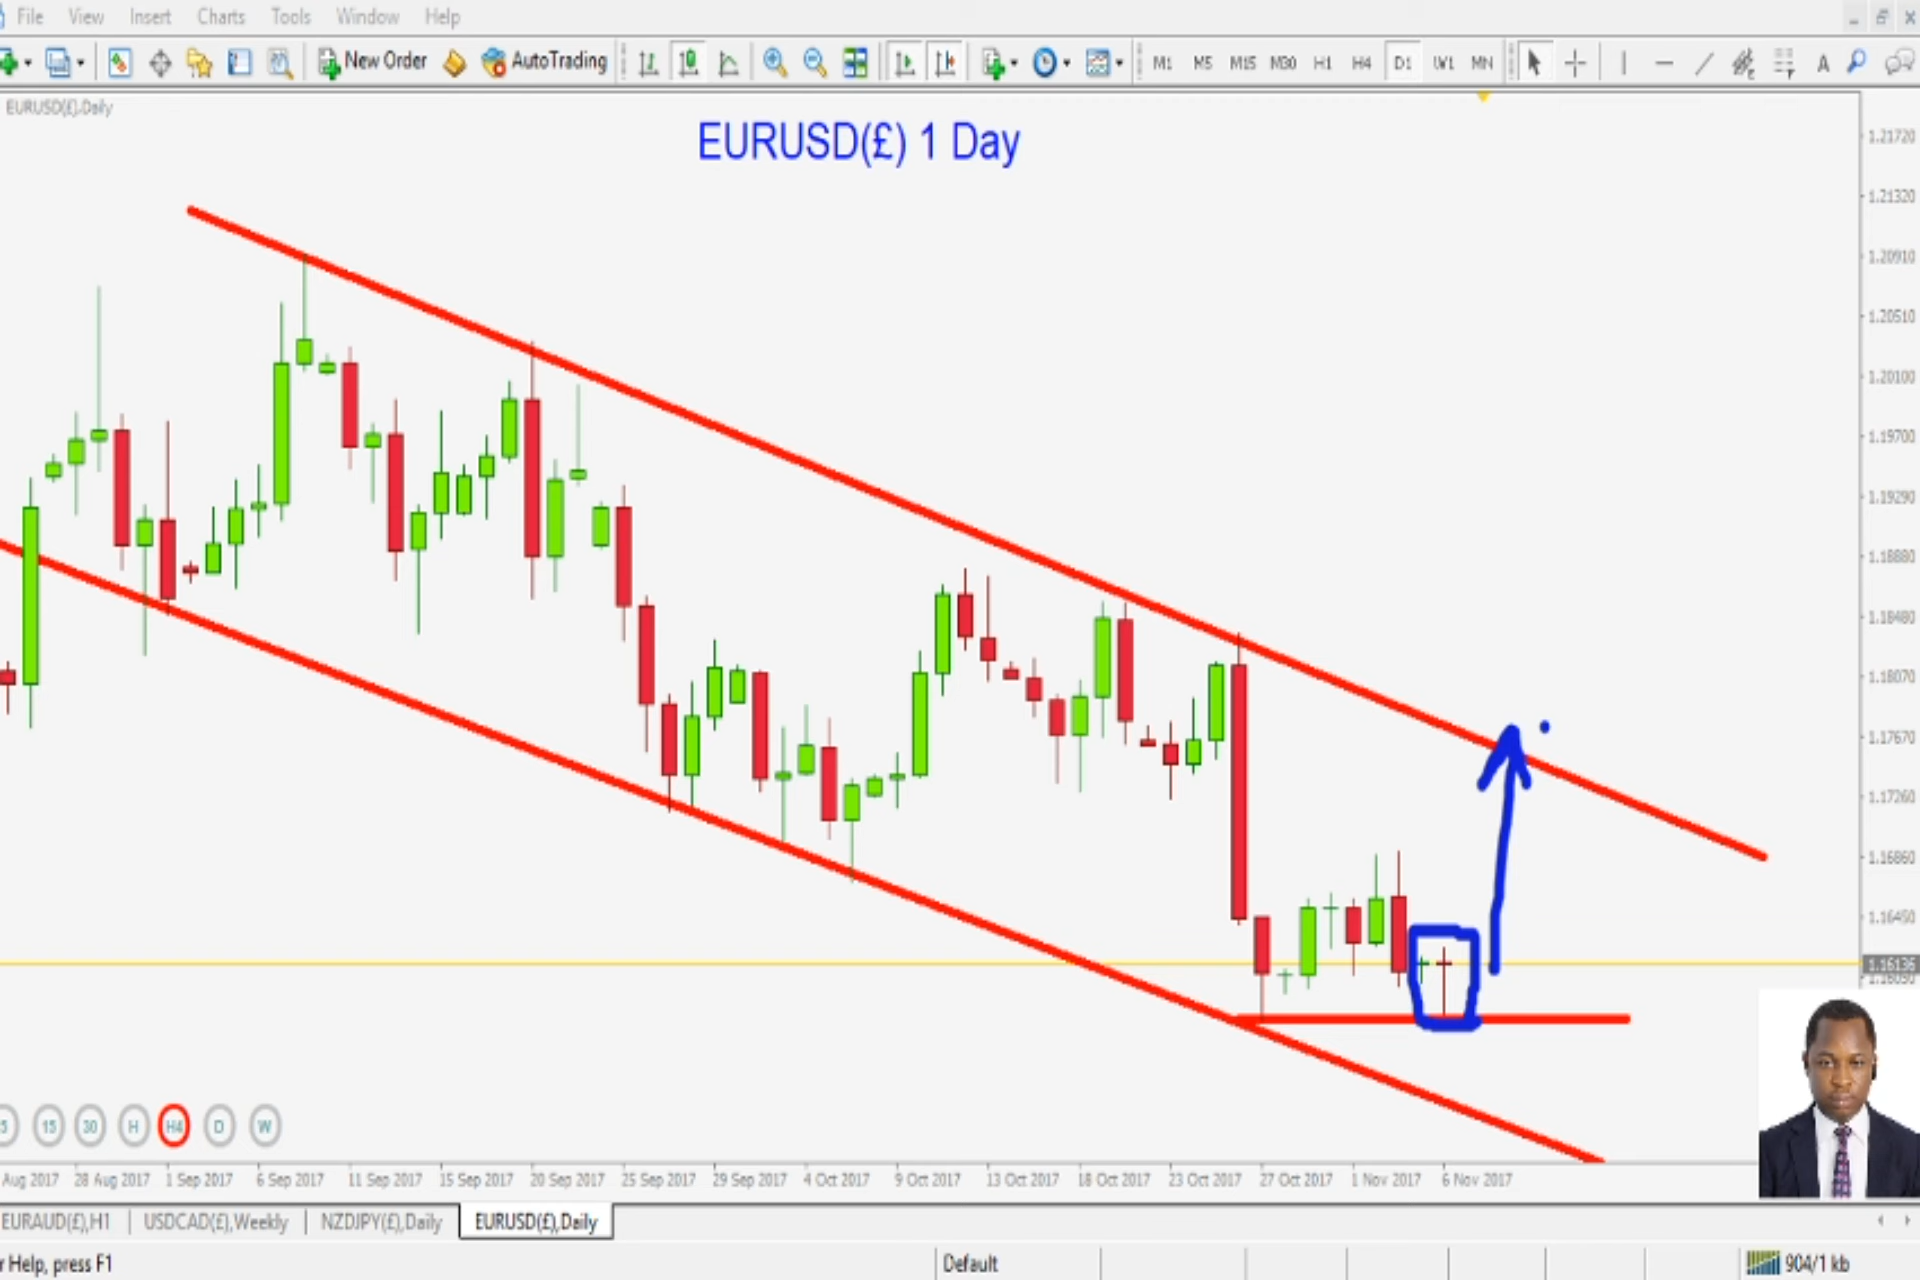 File View Insert Charts Tools Window Help
New Order AutoTrading M1 M5 M15 M30 H1 H4 D1 W1 MN A
EURUSD(£),Daily
EURUSD(£) 1 Day
1.21720
1.21320
1.20910
1.20510
1.20100
1.19700
1.19290
1.18880
1.18480
1.18070
1.17670
1.17260
1.16860
1.16450
1.16136
5 15 30 H H4 D W
Aug 2017 28 Aug 2017 1 Sep 2017 6 Sep 2017 11 Sep 2017 15 Sep 2017 20 Sep 2017 25 Sep 2017 29 Sep 2017 4 Oct 2017 9 Oct 2017 13 Oct 2017 18 Oct 2017 23 Oct 2017 27 Oct 2017 1 Nov 2017 6 Nov 2017
EURAUD(£),H1 USDCAD(£),Weekly NZDJPY(£),Daily EURUSD(£),Daily
r Help, press F1 Default 904/1 kb